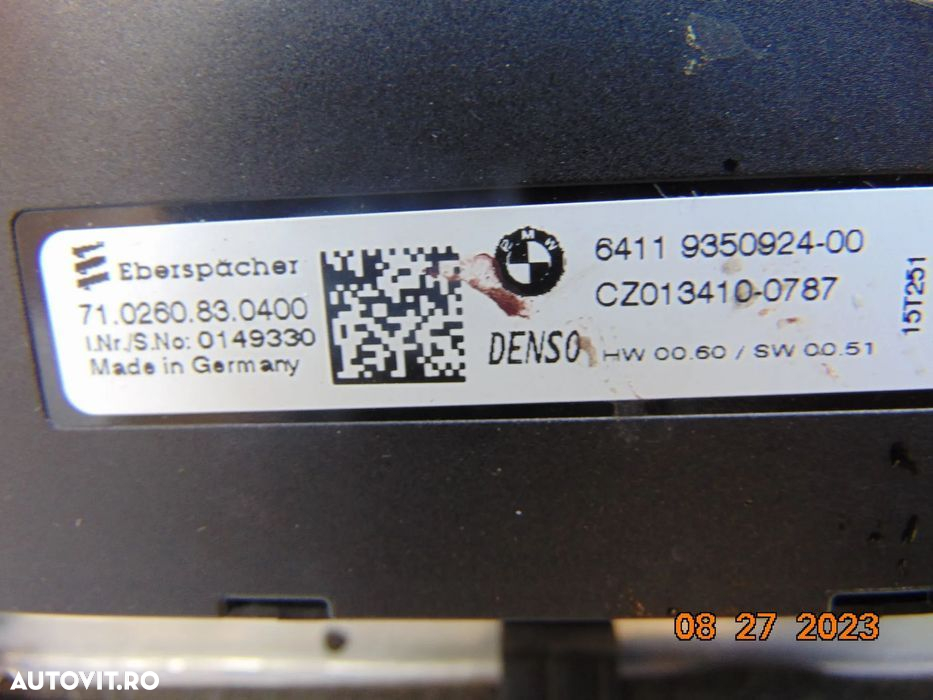 Eberspächer
71.0260.83.0400
I.Nr./S.No: 0149330
Made in Germany
BMW
DENSO
6411 9350924-00
CZ013410-0787
HW 00.60 / SW 00.51
15T251
08 27 2023
AUTOVIT.RO